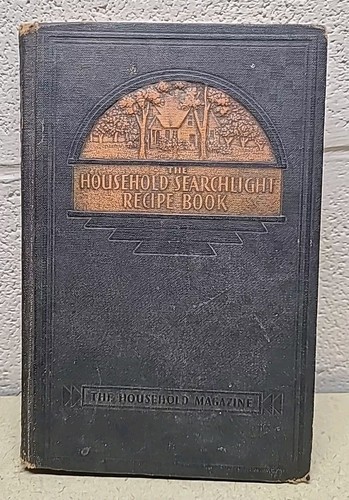 THE
HOUSEHOLD SEARCHLIGHT
RECIPE BOOK
THE HOUSEHOLD MAGAZINE